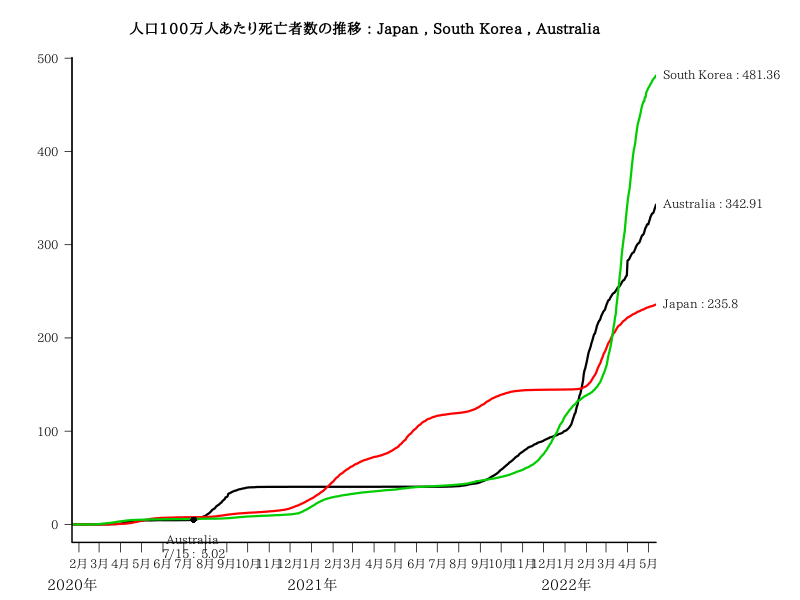 人口100万人あたり死亡者数の推移 : Japan , South Korea , Australia
500
400
300
200
100
0
South Korea : 481.36
Australia : 342.91
Japan : 235.8
Australia
7/15 : 5.02
2月 3月 4月 5月 6月 7月 8月 9月 10月 11月 12月 1月 2月 3月 4月 5月 6月 7月 8月 9月 10月 11月 12月 1月 2月 3月 4月 5月
2020年 2021年 2022年